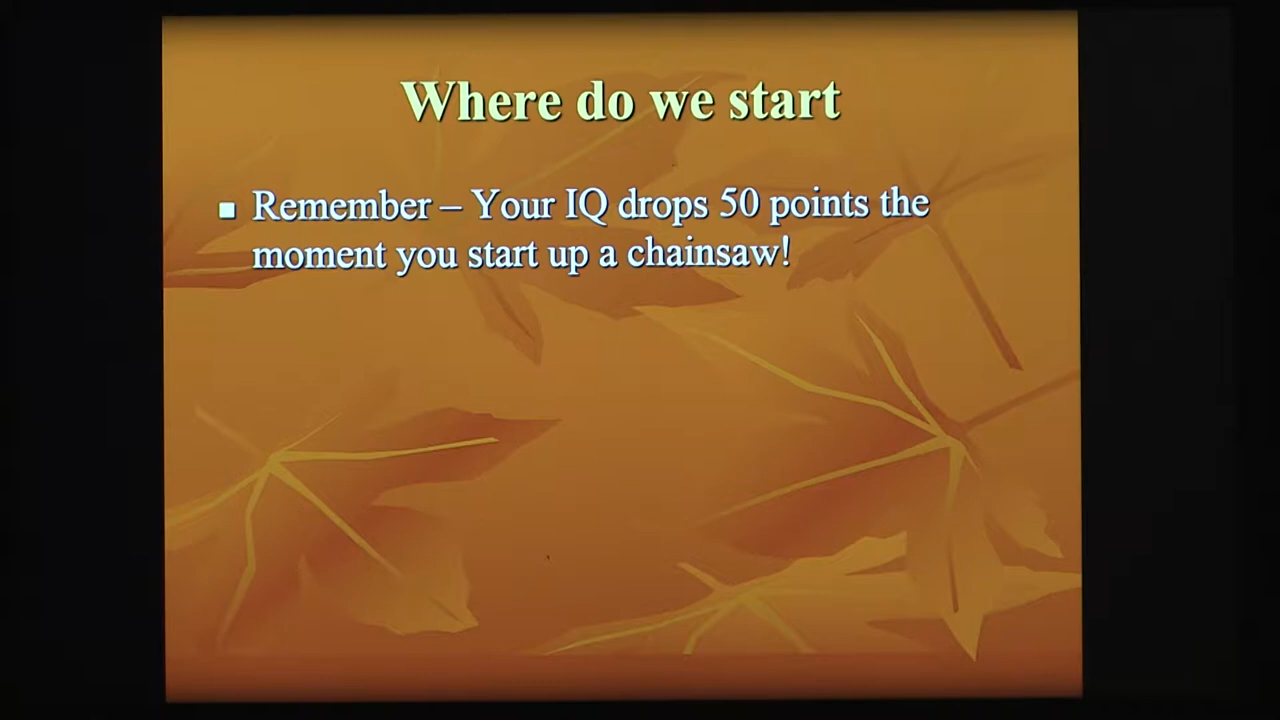 Where do we start
Remember – Your IQ drops 50 points the
moment you start up a chainsaw!